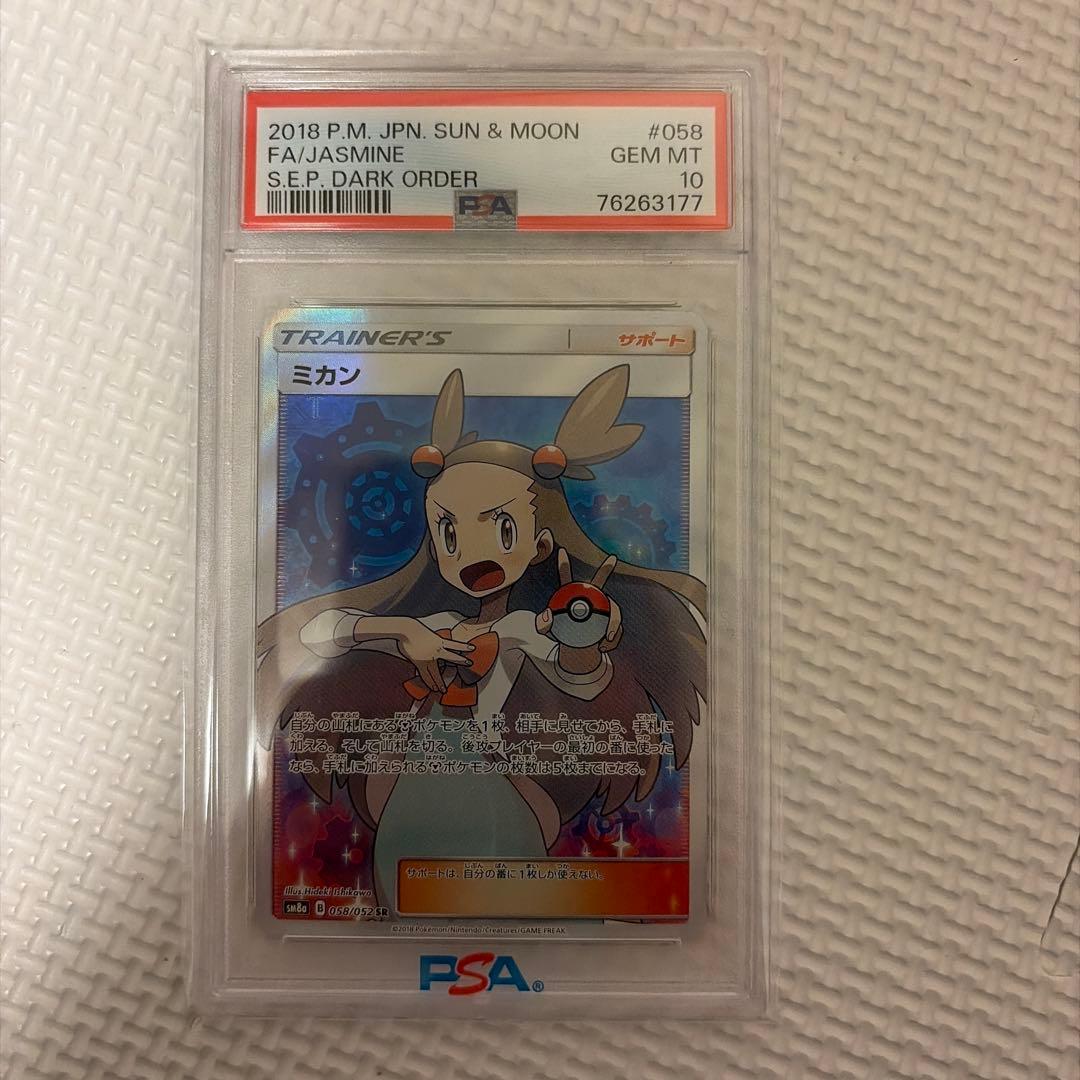 2018 P.M. JPN. SUN & MOON #058
FA/JASMINE GEM MT
S.E.P. DARK ORDER 10
PSA 76263177
TRAINER'S サポート
ミカン
自分の山札にあるポケモンを1枚、相手に見せてから、手札に
加える。そして山札を切る。後攻プレイヤーの最初の番に使った
なら、手札に加えられるポケモンの枚数は5枚までになる。
サポートは、自分の番に1枚しか使えない。
Illus. Hideki Ishikawa
SM8a B 058/052 SR
©2018 Pokémon/Nintendo/Creatures/GAME FREAK.
PSA®